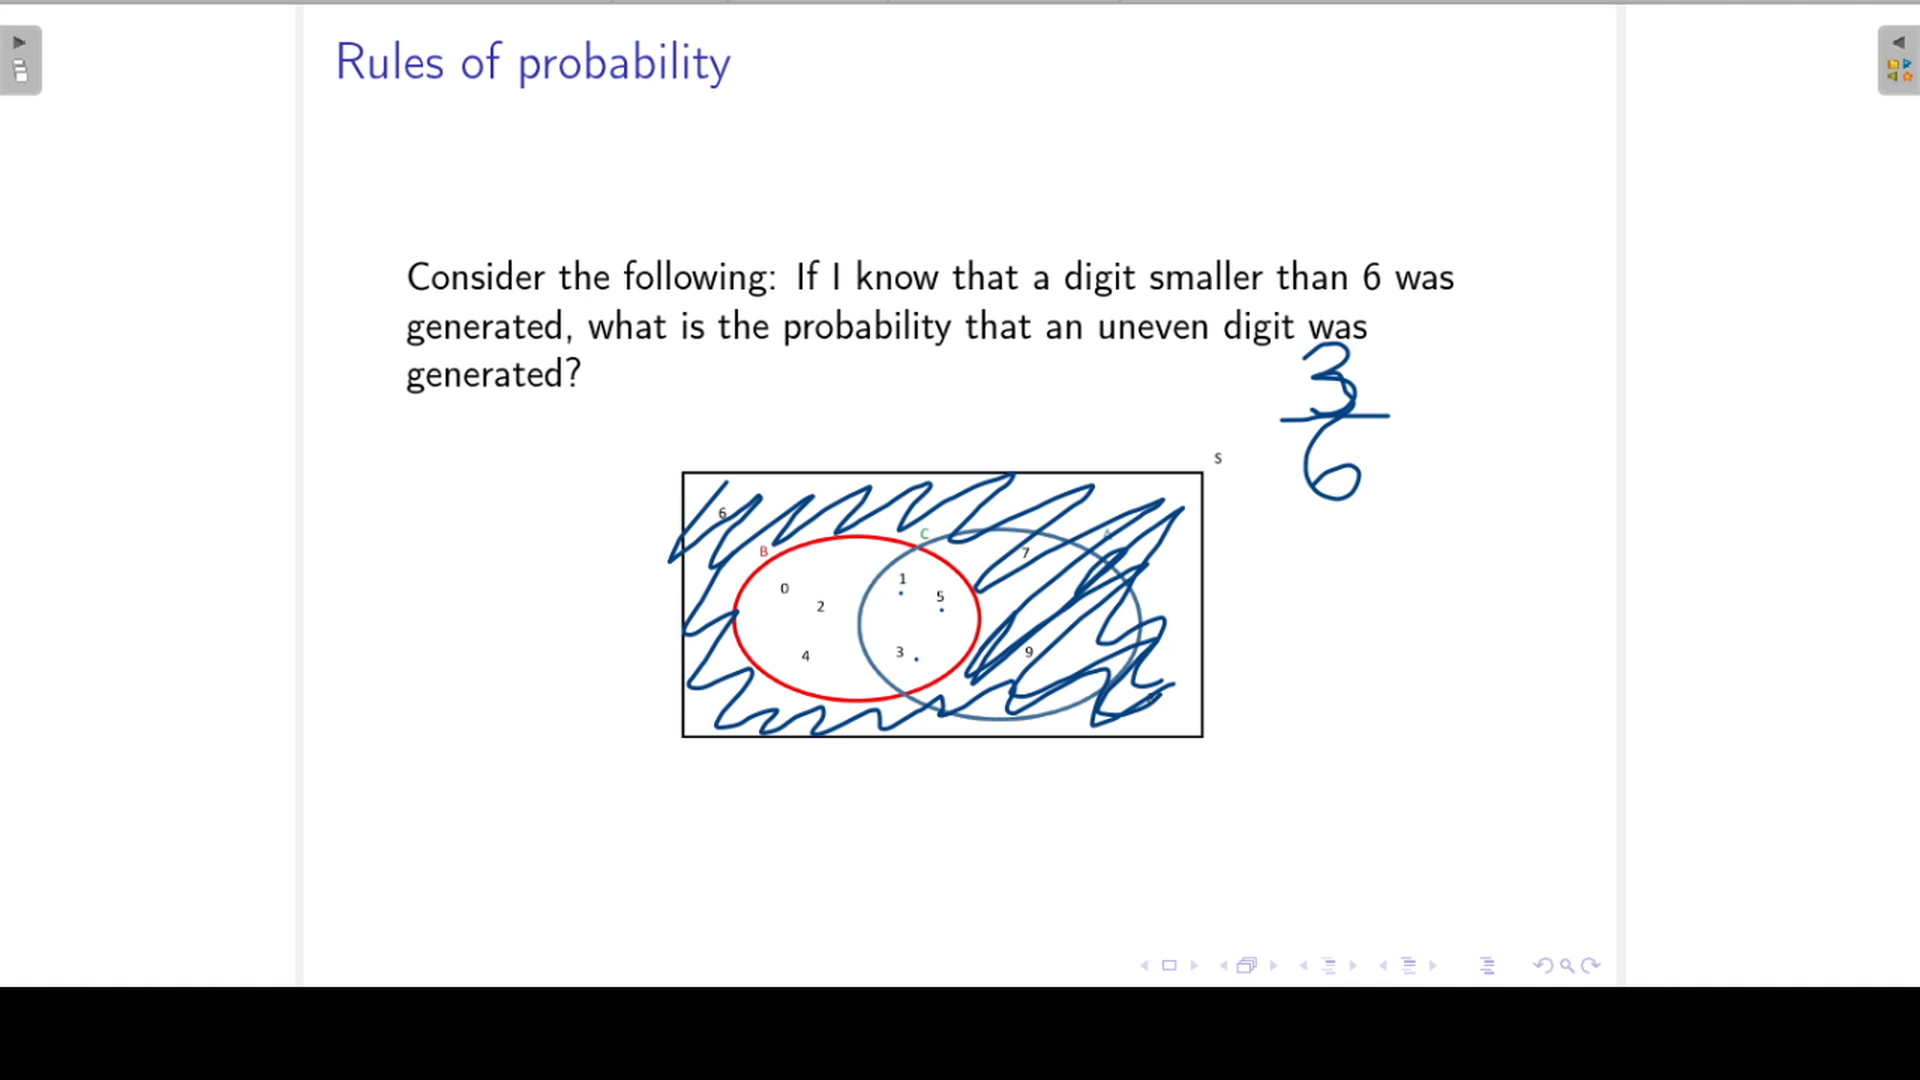 Rules of probability
Consider the following: If I know that a digit smaller than 6 was
generated, what is the probability that an uneven digit was
generated?
3
6
S
6
B
C
A
7
0
2
1
5
4
3
9